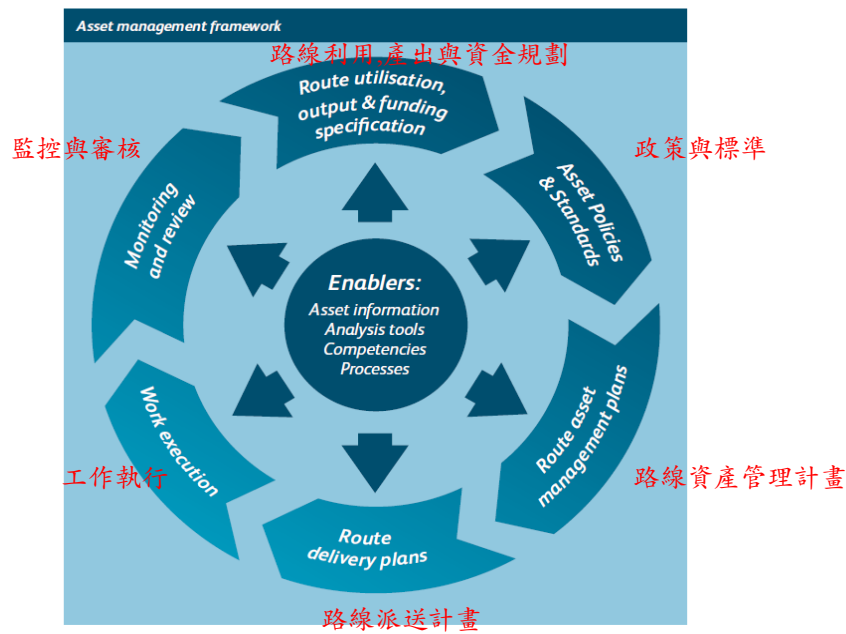 Asset management framework
路線利用,產出與資金規劃
Route utilisation,
output & funding
specification
政策與標準
Asset Policies
& Standards
路線資產管理計畫
Route asset
management plans
Route
delivery plans
路線派送計畫
工作執行
Work execution
監控與審核
Monitoring
and review
Enablers:
Asset information
Analysis tools
Competencies
Processes